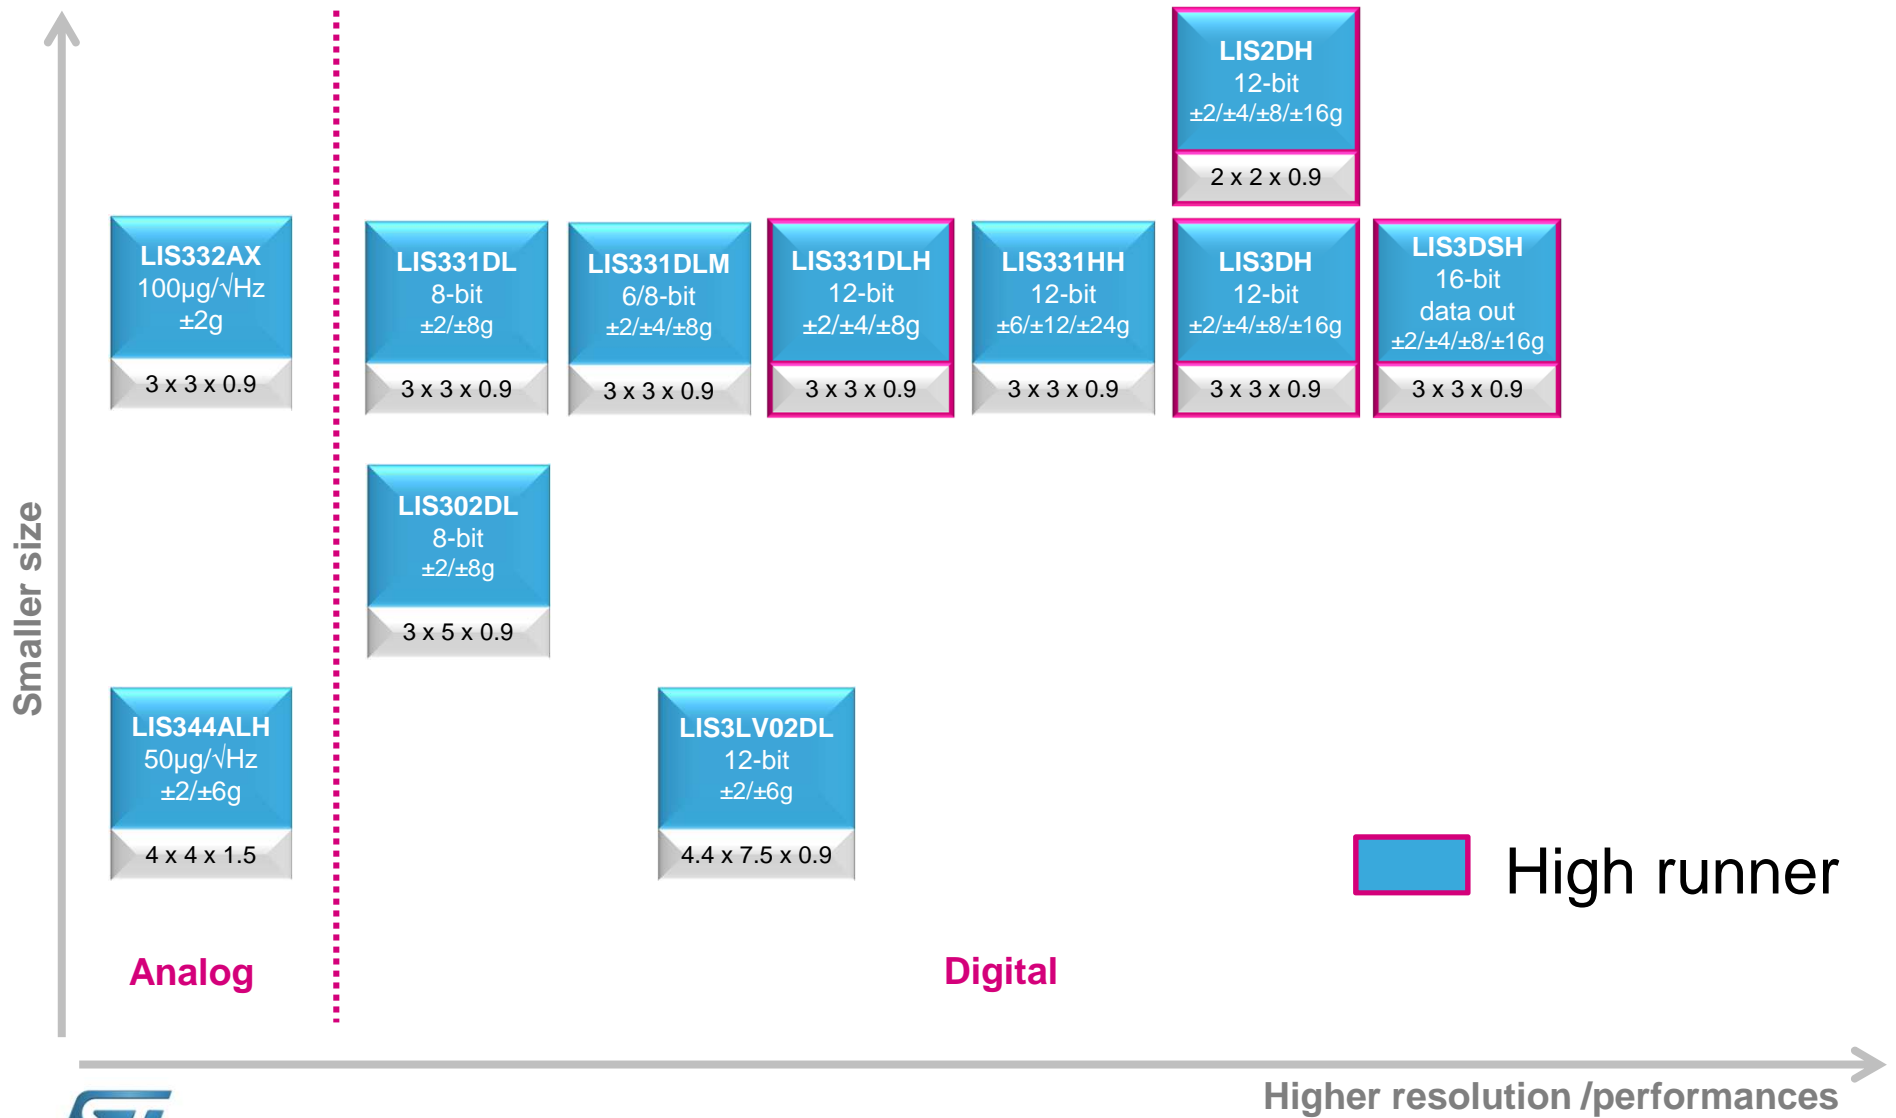 LIS2DH
12-bit
±2/±4/±8/±16g
2 x 2 x 0.9
LIS332AX
100µg/√Hz
±2g
3 x 3 x 0.9
LIS331DL
8-bit
±2/±8g
3 x 3 x 0.9
LIS331DLM
6/8-bit
±2/±4/±8g
3 x 3 x 0.9
LIS331DLH
12-bit
±2/±4/±8g
3 x 3 x 0.9
LIS331HH
12-bit
±6/±12/±24g
3 x 3 x 0.9
LIS3DH
12-bit
±2/±4/±8/±16g
3 x 3 x 0.9
LIS3DSH
16-bit
data out
±2/±4/±8/±16g
3 x 3 x 0.9
Smaller size
LIS302DL
8-bit
±2/±8g
3 x 5 x 0.9
LIS344ALH
50µg/√Hz
±2/±6g
4 x 4 x 1.5
LIS3LV02DL
12-bit
±2/±6g
4.4 x 7.5 x 0.9
High runner
Analog
Digital
Higher resolution /performances